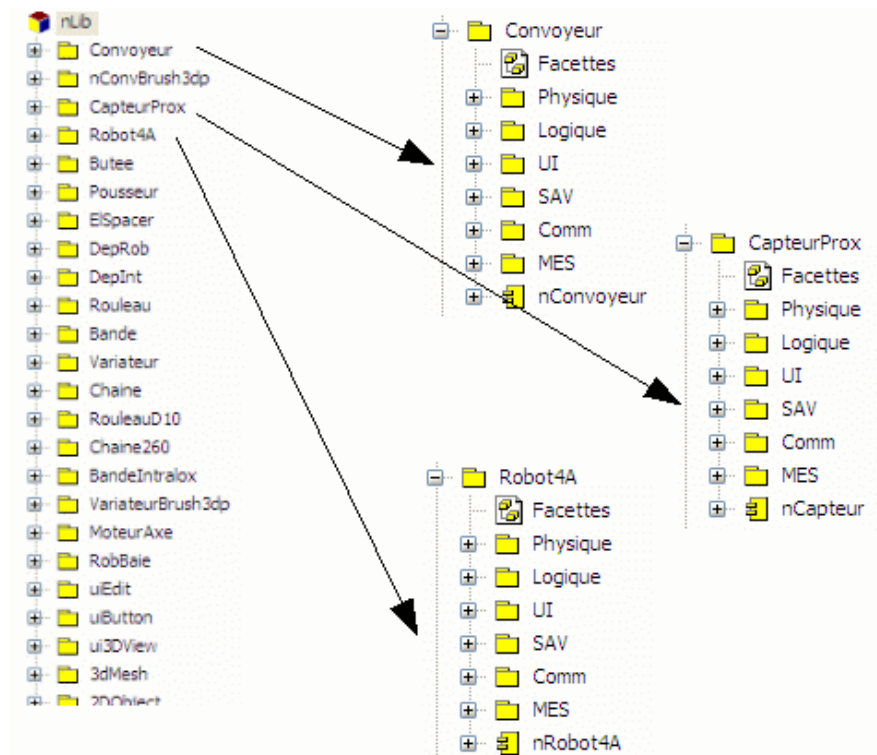 nLib
Convoyeur
nConvBrush3dp
CapteurProx
Robot4A
Butee
Pousseur
ElSpacer
DepRob
DepInt
Rouleau
Bande
Variateur
Chaine
RouleauD10
Chaine260
BandeIntralox
VariateurBrush3dp
MoteurAxe
RobBaie
uiEdit
uiButton
ui3DView
3dMesh
2DObject
Convoyeur
Facettes
Physique
Logique
UI
SAV
Comm
MES
nConvoyeur
CapteurProx
Facettes
Physique
Logique
UI
SAV
Comm
MES
nCapteur
Robot4A
Facettes
Physique
Logique
UI
SAV
Comm
MES
nRobot4A